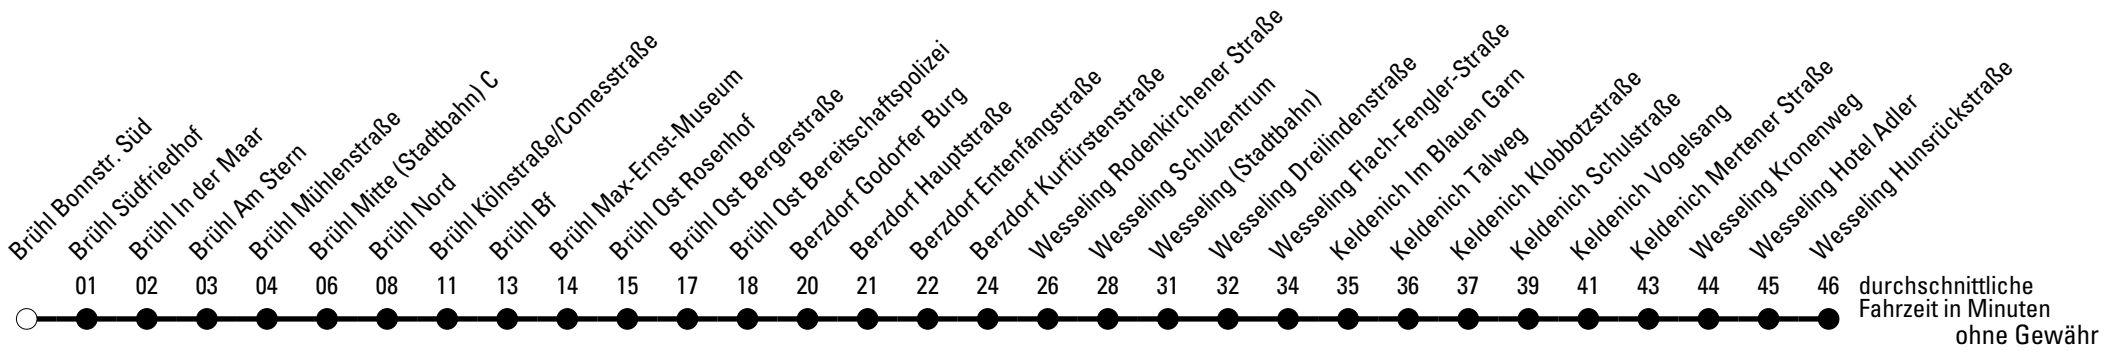 Brühl Bonnstr. Süd
Brühl Südfriedhof
Brühl In der Maar
Brühl Am Stern
Brühl Mühlenstraße
Brühl Mitte (Stadtbahn) C
Brühl Nord
Brühl Kölnstraße/Comesstraße
Brühl Bf
Brühl Max-Ernst-Museum
Brühl Ost Rosenhof
Brühl Ost Bergerstraße
Brühl Ost Bereitschaftspolizei
Berzdorf Godorfer Burg
Berzdorf Hauptstraße
Berzdorf Entenfangstraße
Berzdorf Kurfürstenstraße
Wesseling Rodenkirchener Straße
Wesseling Schulzentrum
Wesseling (Stadtbahn)
Wesseling Dreilindenstraße
Wesseling Flach-Fengler-Straße
Keldenich Im Blauen Garn
Keldenich Talweg
Keldenich Klobbotzstraße
Keldenich Schulstraße
Keldenich Vogelsang
Keldenich Mertener Straße
Wesseling Kronenweg
Wesseling Hotel Adler
Wesseling Hunsrückstraße
01 02 03 04 06 08 11 13 14 15 17 18 20 21 22 24 26 28 31 32 34 35 36 37 39 41 43 44 45 46 durchschnittliche
Fahrzeit in Minuten
ohne Gewähr